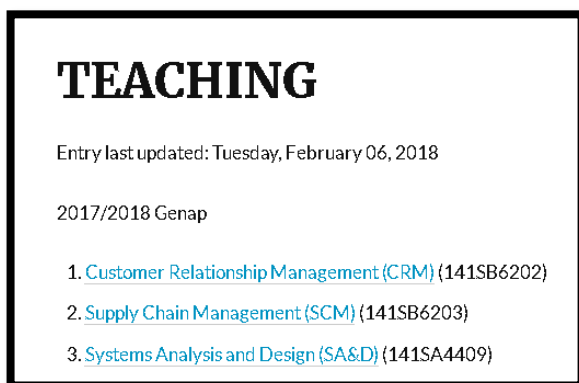 TEACHING
Entry last updated: Tuesday, February 06, 2018
2017/2018 Genap
1. Customer Relationship Management (CRM) (141SB6202)
2. Supply Chain Management (SCM) (141SB6203)
3. Systems Analysis and Design (SA&D) (141SA4409)